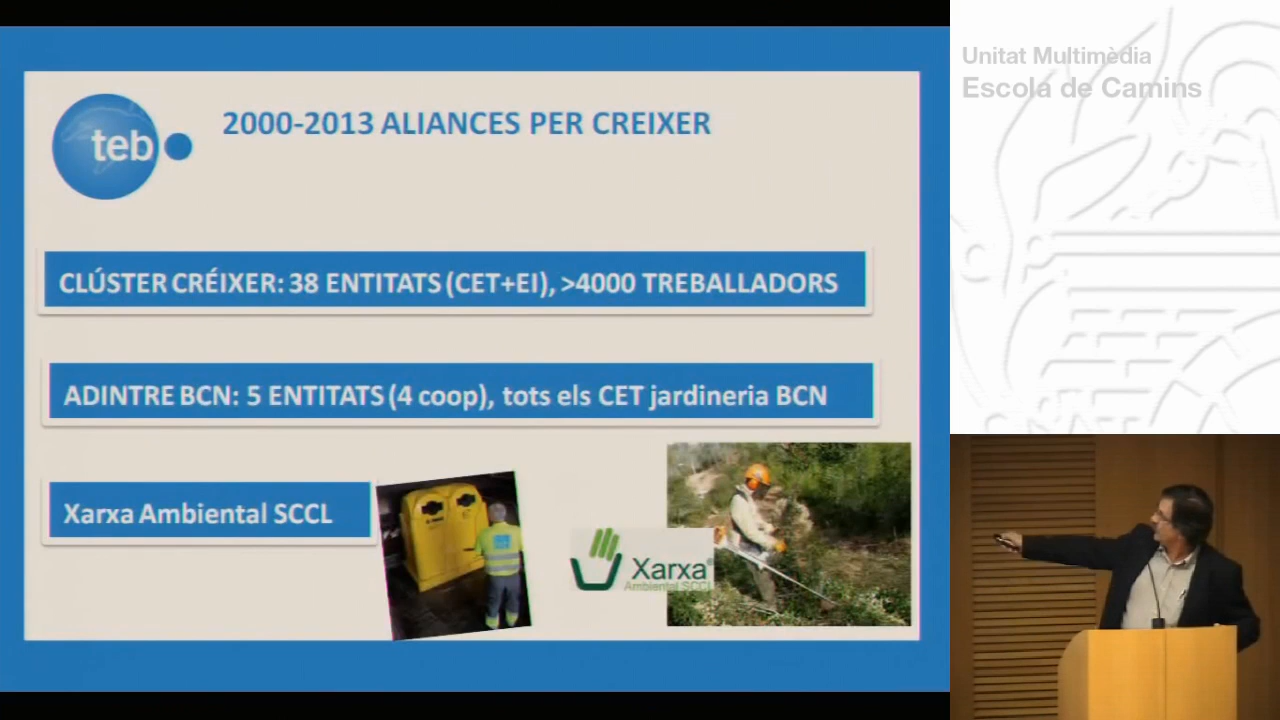 teb
2000-2013 ALIANCES PER CREIXER
CLÚSTER CRÉIXER: 38 ENTITATS (CET+EI), >4000 TREBALLADORS
ADINTRE BCN: 5 ENTITATS (4 coop), tots els CET jardineria BCN
Xarxa Ambiental SCCL
Xarxa®
Ambiental SCCL
Unitat Multimèdia
Escola de Camins